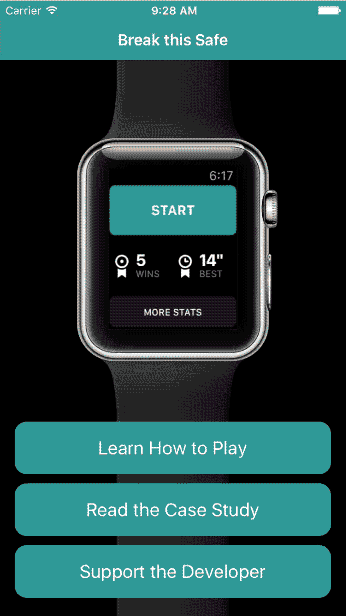 Carrier 9:28 AM
Break this Safe
6:17
START
5 14"
WINS BEST
MORE STATS
Learn How to Play
Read the Case Study
Support the Developer